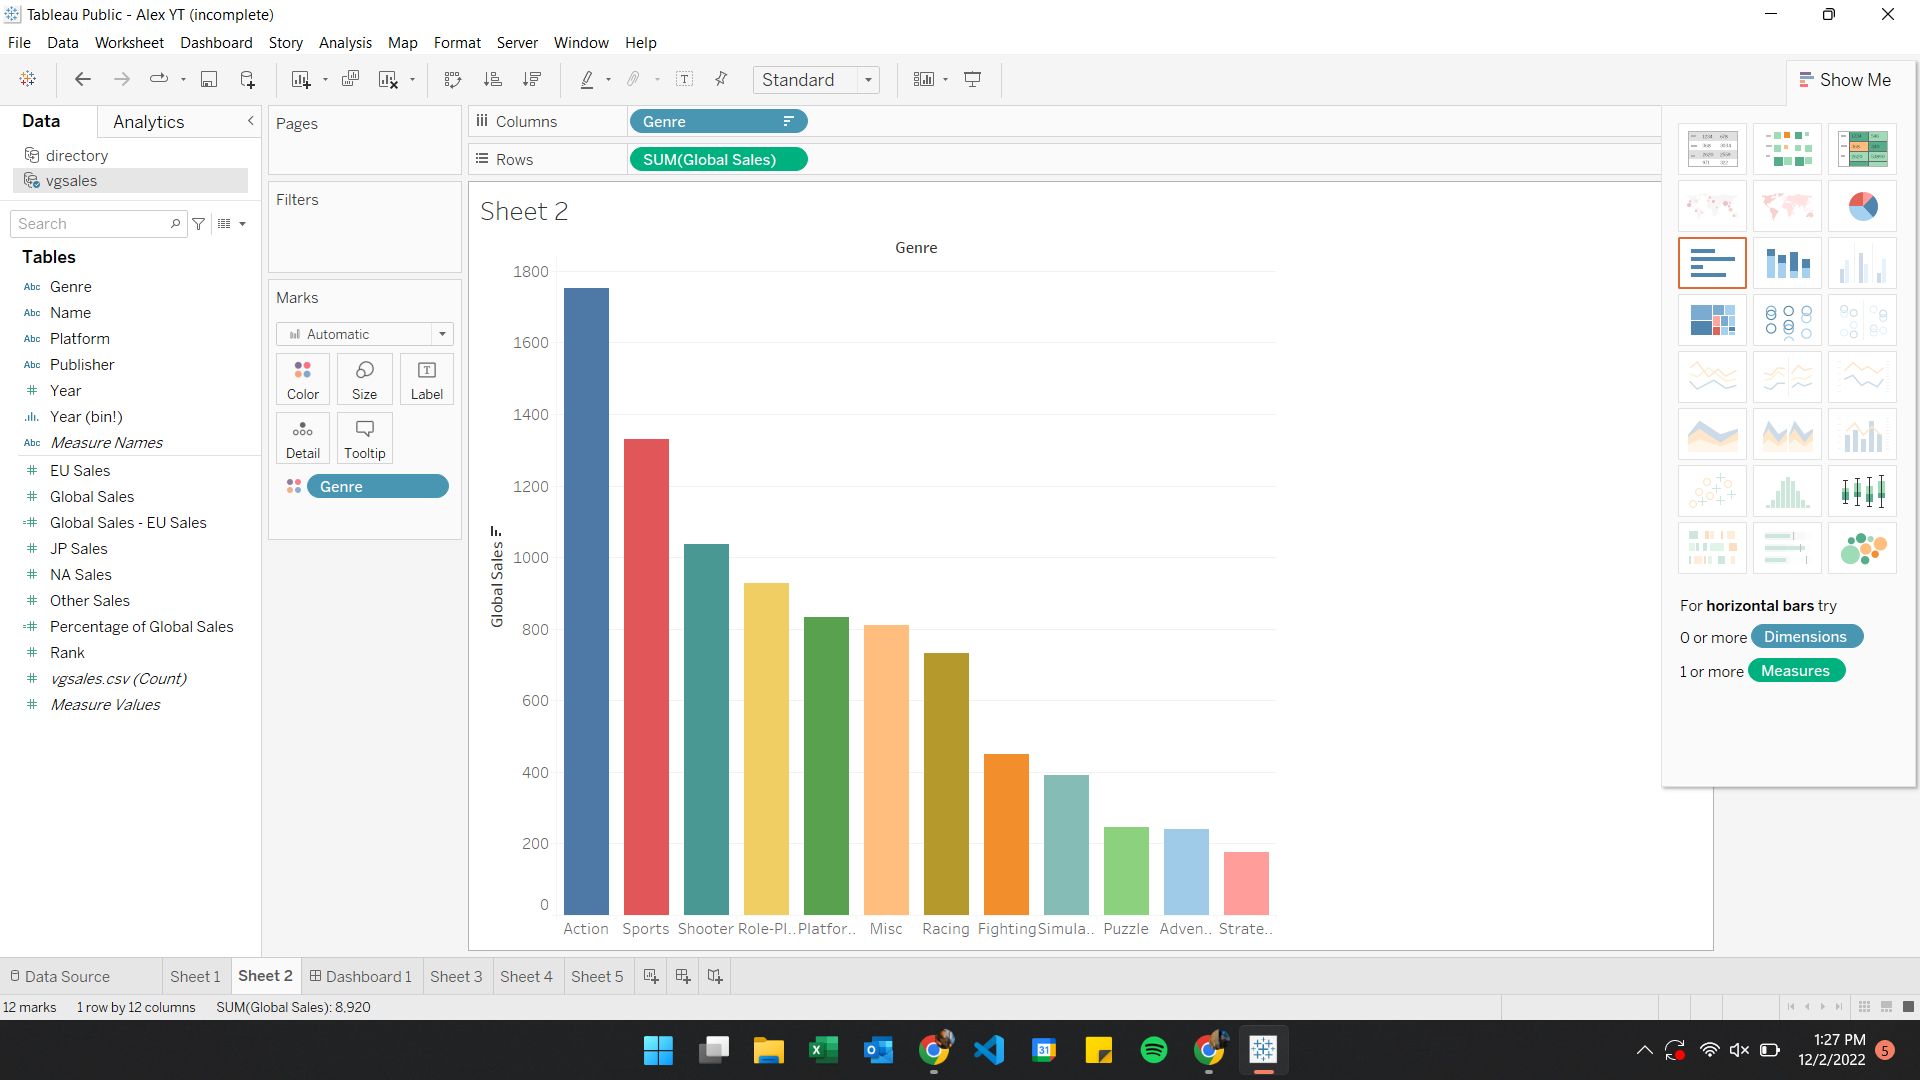 Tableau Public - Alex YT (incomplete)
File Data Worksheet Dashboard Story Analysis Map Format Server Window Help
Standard
Show Me
Data
Analytics
directory
vgsales
Search
Tables
Abc Genre
Abc Name
Abc Platform
Abc Publisher
# Year
Year (bin!)
Abc Measure Names
# EU Sales
# Global Sales
=# Global Sales - EU Sales
# JP Sales
# NA Sales
# Other Sales
=# Percentage of Global Sales
# Rank
# vgsales.csv (Count)
# Measure Values
Pages
Filters
Marks
Automatic
Color Size Label
Detail Tooltip
Genre
Columns Genre
Rows SUM(Global Sales)
Sheet 2
Genre
Global Sales
1800
1600
1400
1200
1000
800
600
400
200
0
Action Sports Shooter Role-Pl.. Platfor.. Misc Racing Fighting Simula.. Puzzle Adven.. Strate..
For horizontal bars try
0 or more Dimensions
1 or more Measures
Data Source Sheet 1 Sheet 2 Dashboard 1 Sheet 3 Sheet 4 Sheet 5
12 marks 1 row by 12 columns SUM(Global Sales): 8,920
31
1:27 PM
12/2/2022
5